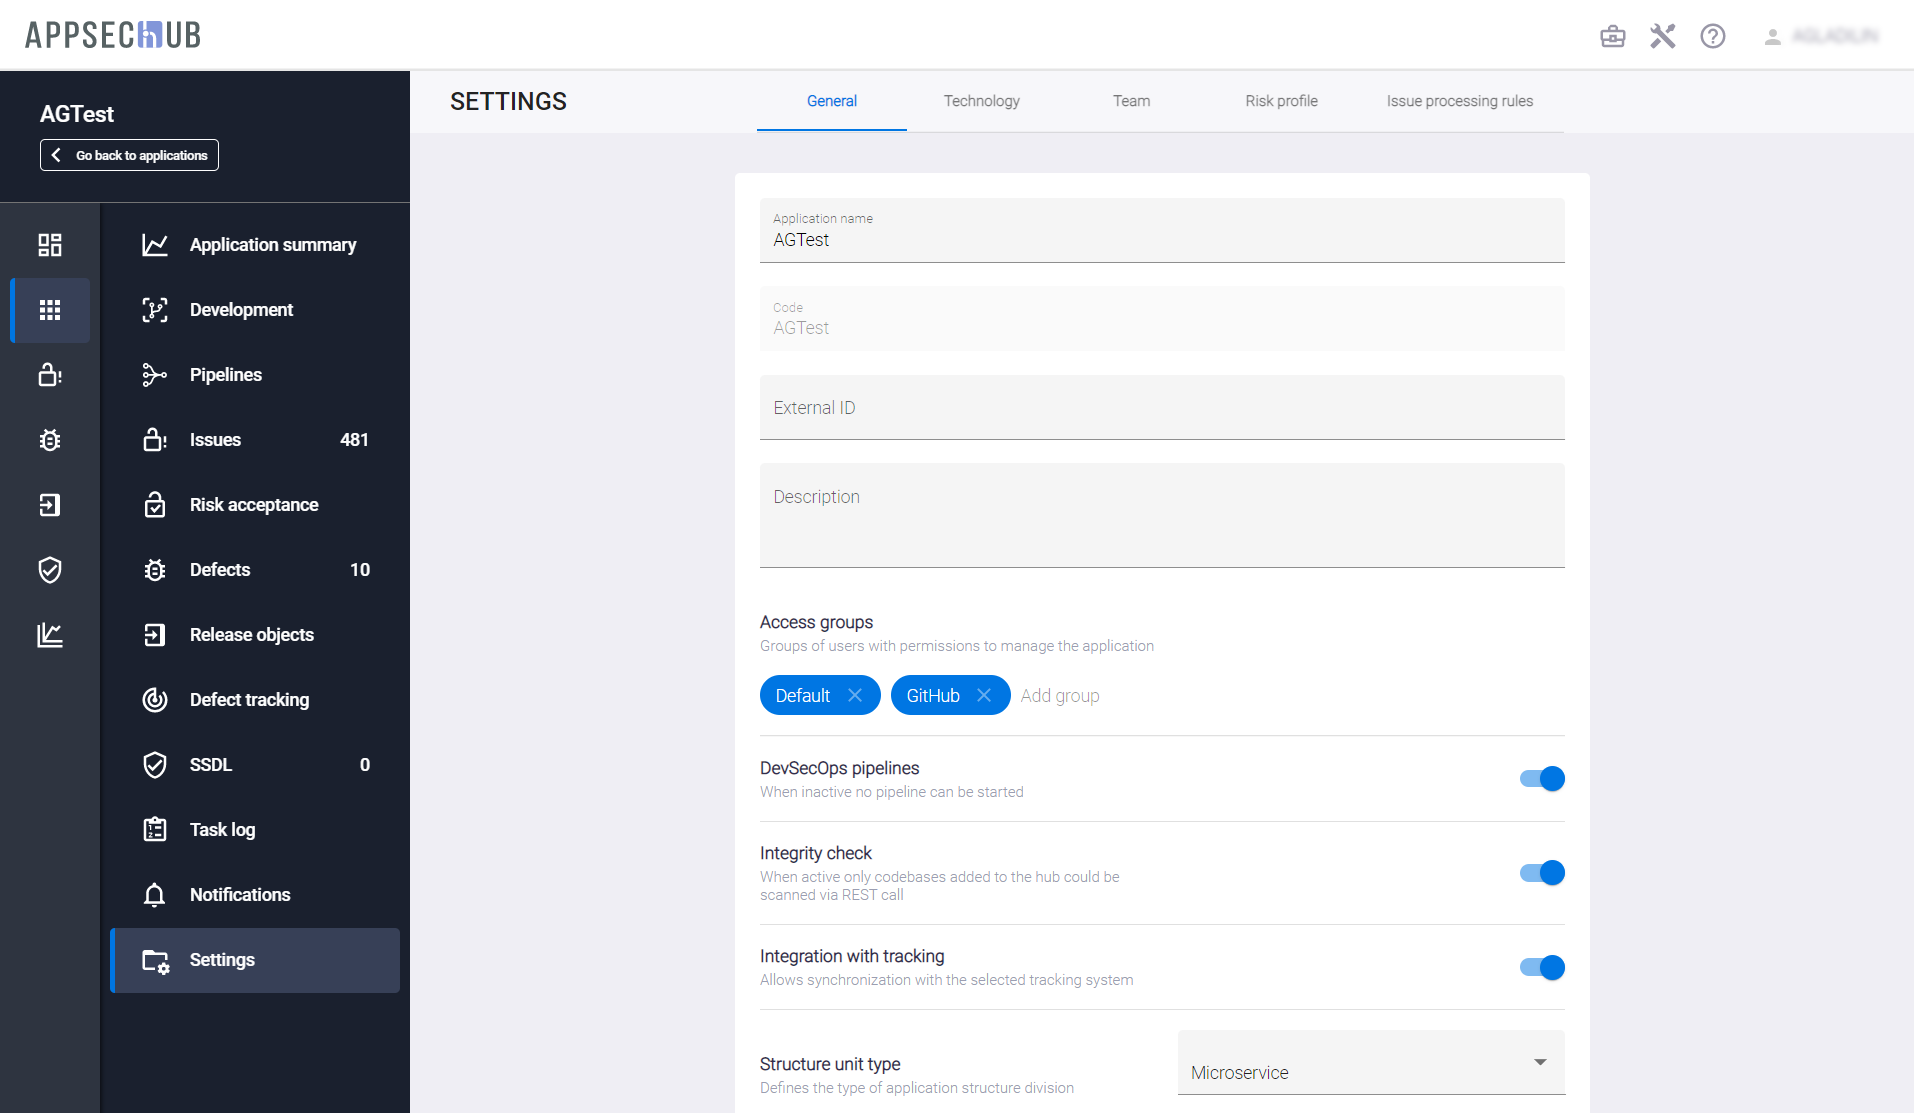 APPSECHUB
AGTest
Go back to applications
Application summary
Development
Pipelines
Issues 481
Risk acceptance
Defects 10
Release objects
Defect tracking
SSDL 0
Task log
Notifications
Settings
SETTINGS
General Technology Team Risk profile Issue processing rules
Application name
AGTest
Code
AGTest
External ID
Description
Access groups
Groups of users with permissions to manage the application
Default GitHub Add group
DevSecOps pipelines
When inactive no pipeline can be started
Integrity check
When active only codebases added to the hub could be
scanned via REST call
Integration with tracking
Allows synchronization with the selected tracking system
Structure unit type
Defines the type of application structure division
Microservice